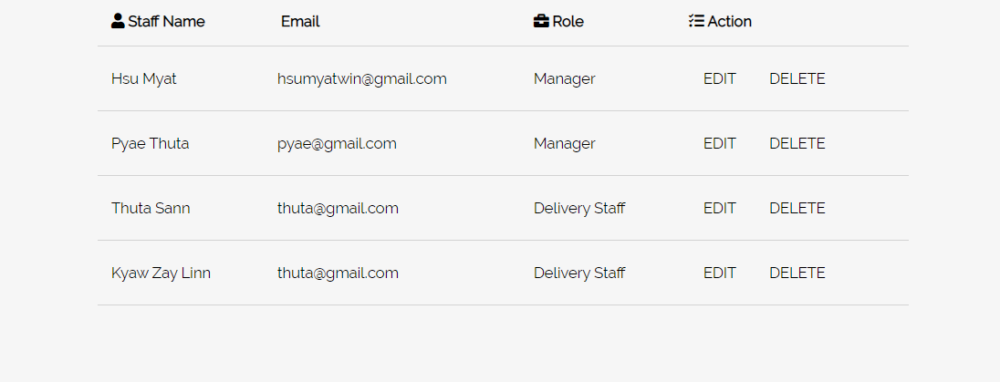 Staff Name Email Role Action
Hsu Myat hsumyatwin@gmail.com Manager EDIT DELETE
Pyae Thuta pyae@gmail.com Manager EDIT DELETE
Thuta Sann thuta@gmail.com Delivery Staff EDIT DELETE
Kyaw Zay Linn thuta@gmail.com Delivery Staff EDIT DELETE